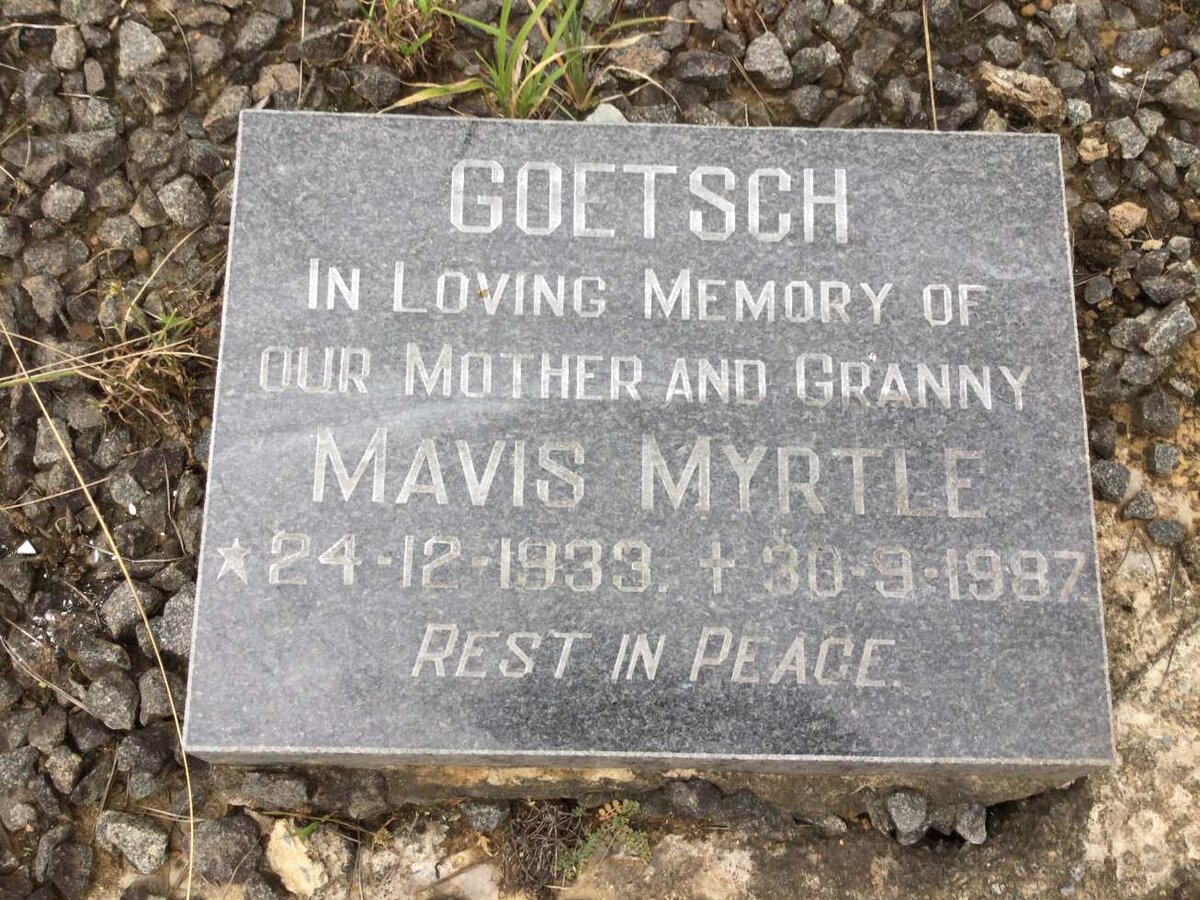 GOETSCH
IN LOVING MEMORY OF
OUR MOTHER AND GRANNY
MAVIS MYRTLE
★ 24-12-1933. ✝ 30-9-1987
REST IN PEACE.